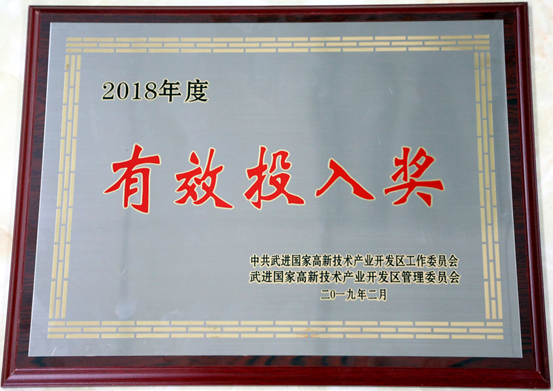 2018年度
有效投入奖
中共武进国家高新技术产业开发区工作委员会
武进国家高新技术产业开发区管理委员会
二0一九年二月